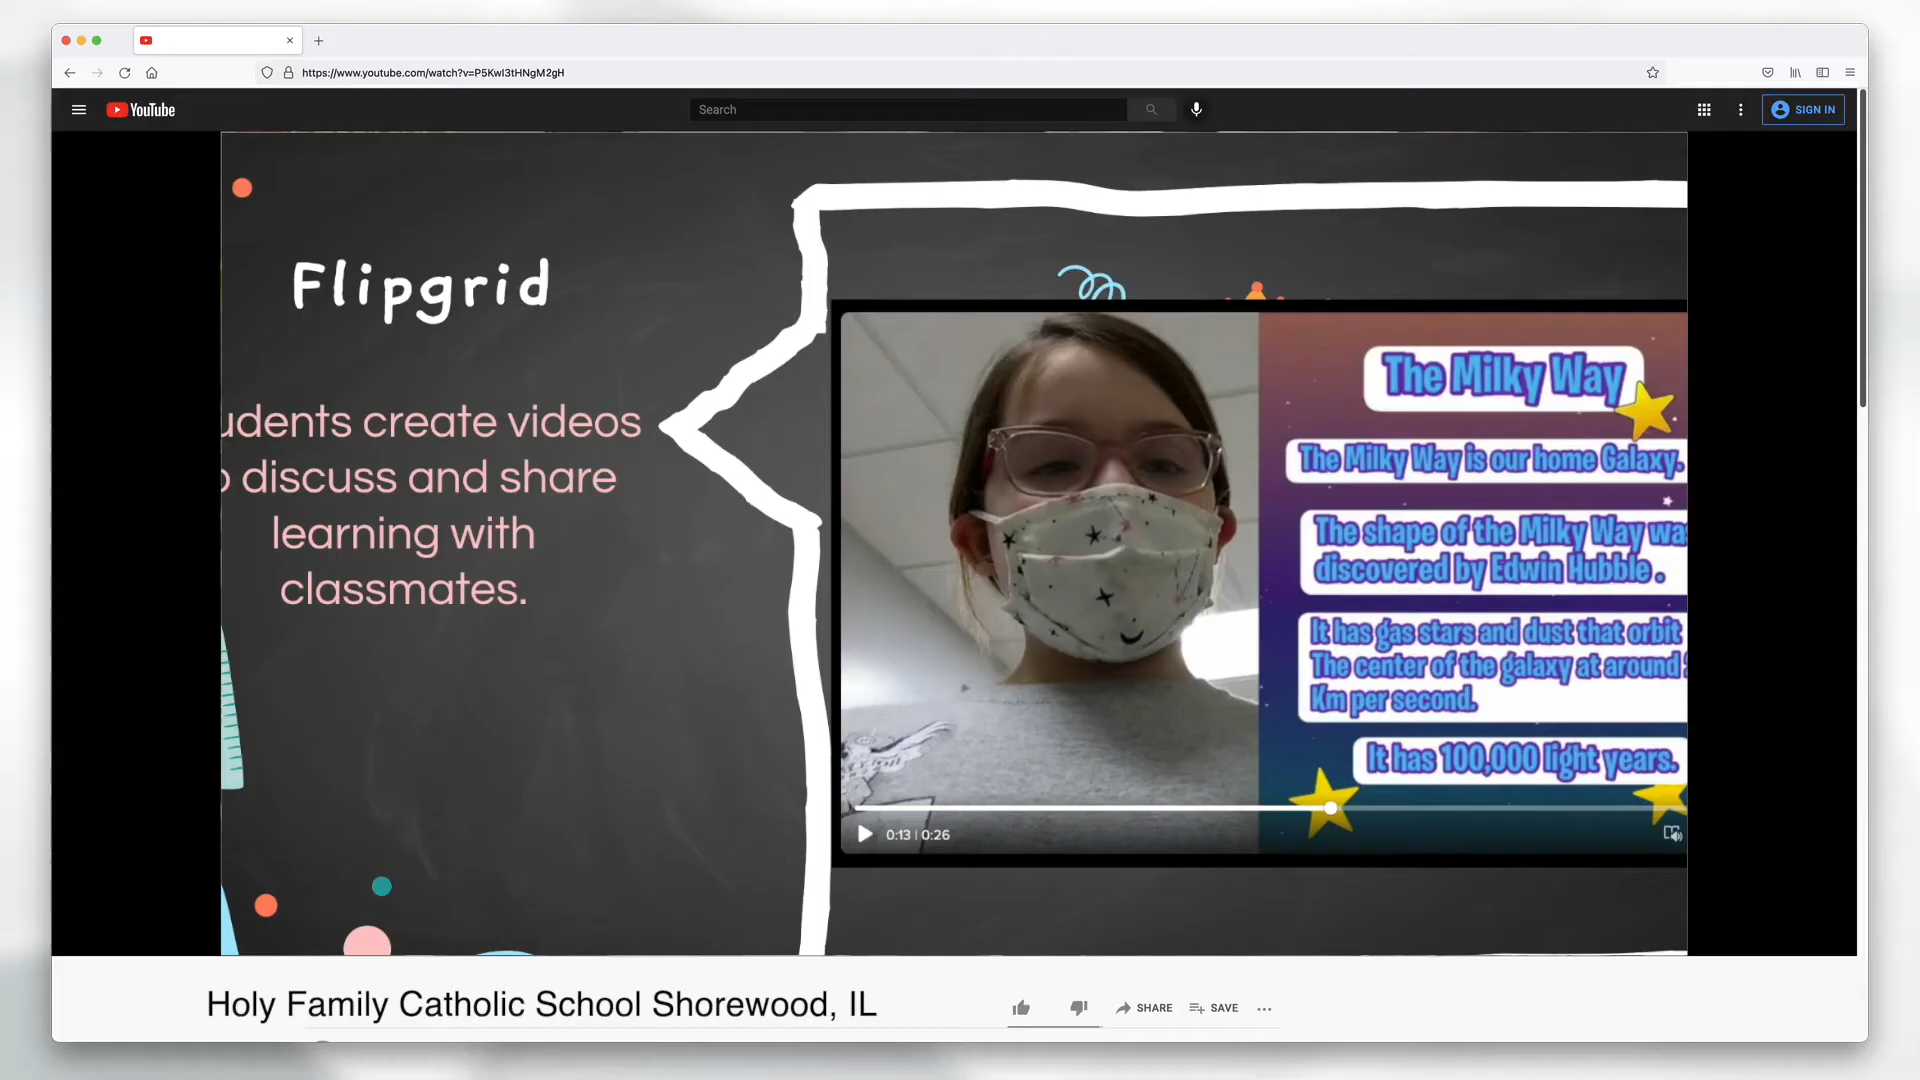 https://www.youtube.com/watch?v=P5KwI3tHNgM2gH
YouTube
Search
SIGN IN
Flipgrid
udents create videos
o discuss and share
learning with
classmates.
The Milky Way
The Milky Way is our home Galaxy.
The shape of the Milky Way wa
discovered by Edwin Hubble .
It has gas stars and dust that orbit
The center of the galaxy at around
Km per second.
It has 100,000 light years.
0:13 | 0:26
Holy Family Catholic School Shorewood, IL
SHARE
SAVE